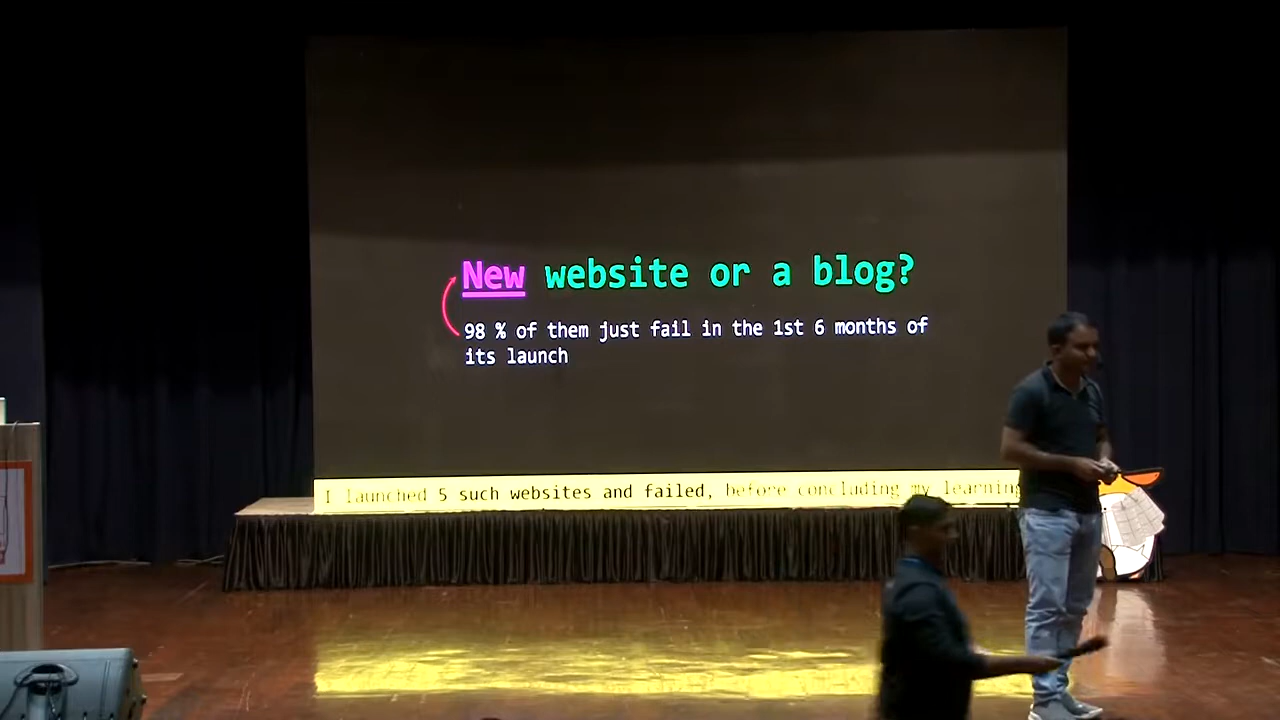 New website or a blog?
98 % of them just fail in the 1st 6 months of
its launch
I launched 5 such websites and failed, before concluding my learning